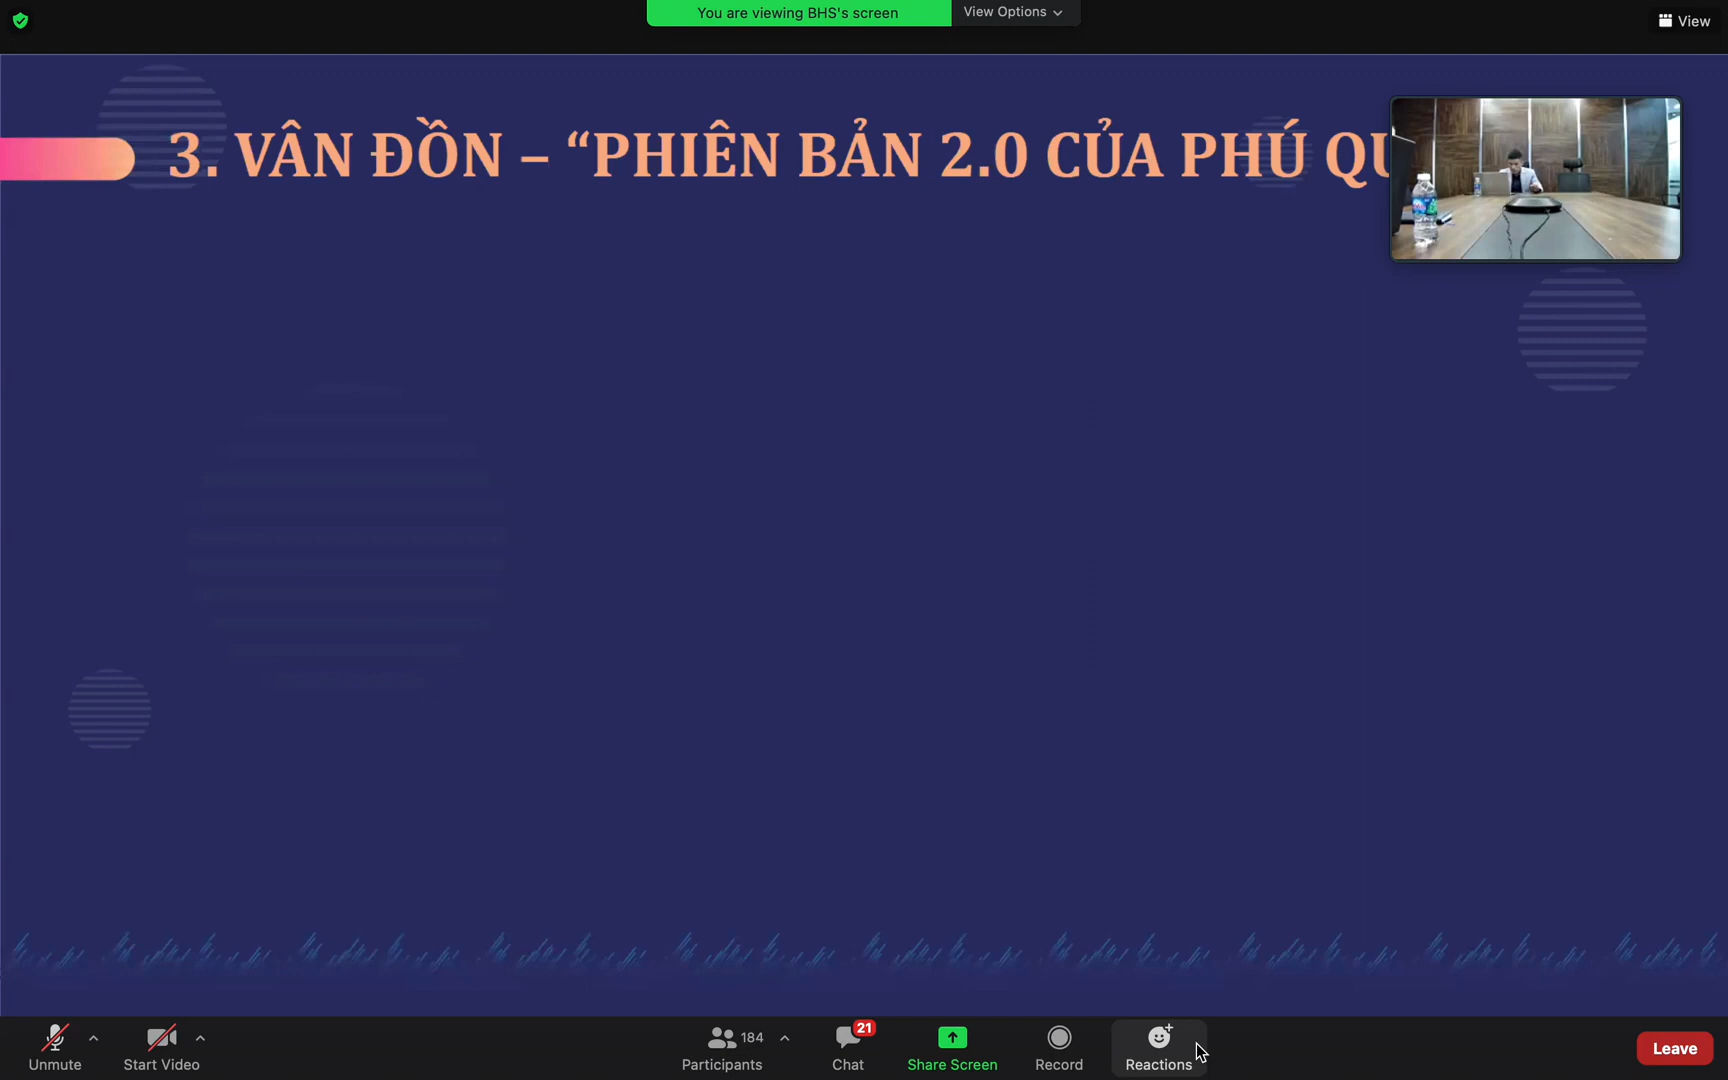 You are viewing BHS's screen
View Options
View
3. VÂN ĐỒN – “PHIÊN BẢN 2.0 CỦA PHÚ QU
Unmute
Start Video
184
Participants
21
Chat
Share Screen
Record
Reactions
Leave